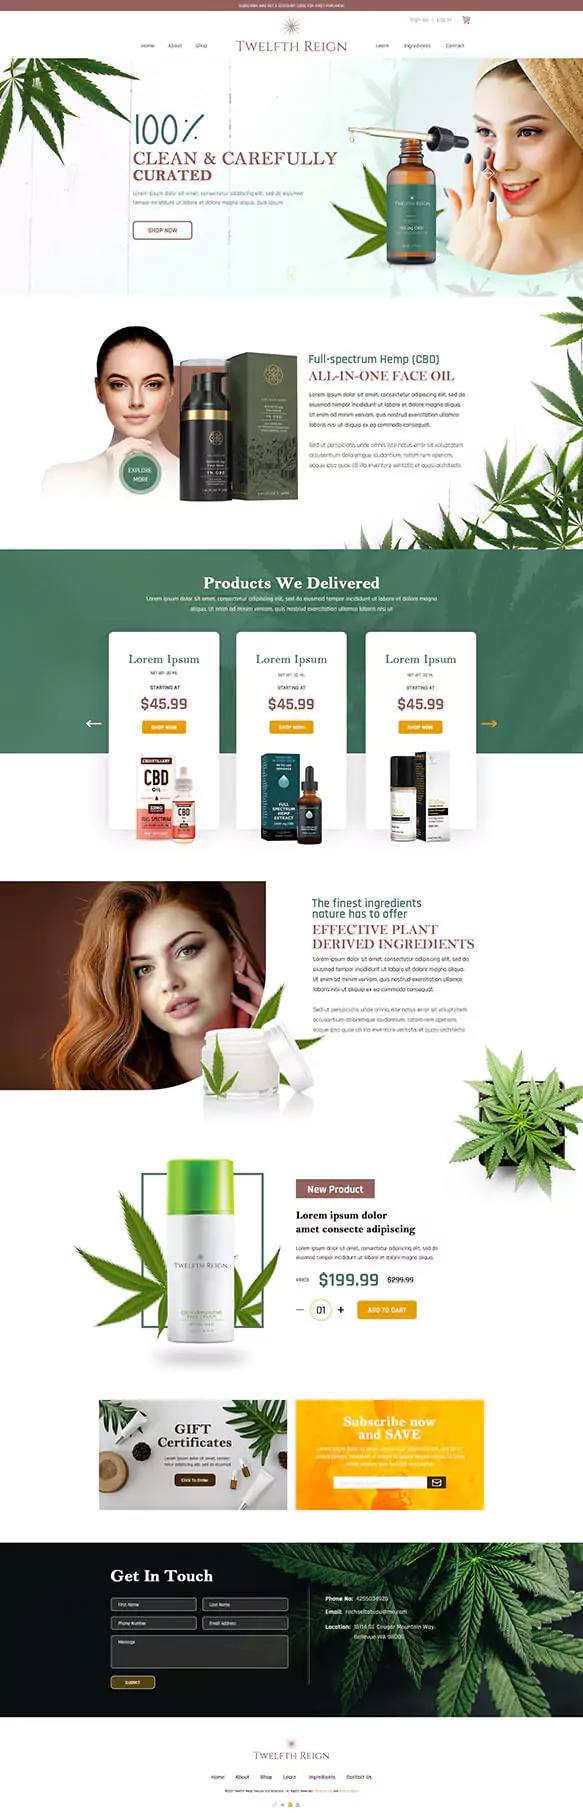 SUBSCRIBE AND GET A DISCOUNT CODE FOR FIRST PURCHASE
Sign Up | Log In
Home About Shop
TWELFTH REIGN
Learn Ingredients Contact
100%
CLEAN & CAREFULLY
CURATED
Lorem ipsum dolor sit amet, consectetur adipiscing elit, sed do eiusmod
tempor incididunt ut labore et dolore magna aliqua. Quis ipsum
SHOP NOW
TWELFTH REIGN
Full-spectrum Hemp (CBD)
ALL-IN-ONE FACE OIL
Lorem ipsum dolor sit amet, consectetur adipiscing elit, sed do
eiusmod tempor incididunt ut labore et dolore magna aliqua.
Ut enim ad minim veniam, quis nostrud exercitation ullamco
laboris nisi ut aliquip ex ea commodo consequat.
Sed ut perspiciatis unde omnis iste natus error sit voluptatem
accusantium doloremque laudantium, totam rem aperiam,
eaque ipsa quae ab illo inventore veritatis et quasi architecto
EXPLORE
MORE
Products We Delivered
Lorem ipsum dolor sit amet, consectetur adipiscing elit, sed do eiusmod tempor incididunt ut labore et dolore magna
aliqua. Ut enim ad minim veniam, quis nostrud exercitation ullamco laboris nisi ut
Lorem Ipsum
STARTING AT
$45.99
SHOP NOW
Lorem Ipsum
STARTING AT
$45.99
SHOP NOW
Lorem Ipsum
STARTING AT
$45.99
SHOP NOW
CBD
OIL
FULL SPECTRUM
CBD
FULL
SPECTRUM
HEMP
EXTRACT
The finest ingredients
nature has to offer
EFFECTIVE PLANT
DERIVED INGREDIENTS
Lorem ipsum dolor sit amet, consectetur adipiscing elit, sed do
eiusmod tempor incididunt ut labore et dolore magna aliqua.
Ut enim ad minim veniam, quis nostrud exercitation ullamco
laboris nisi ut aliquip ex ea commodo consequat.
Sed ut perspiciatis unde omnis iste natus error sit voluptatem
accusantium doloremque laudantium, totam rem aperiam,
eaque ipsa quae ab illo inventore veritatis et quasi architecto
New Product
Lorem ipsum dolor
amet consecte adipiscing
Lorem ipsum dolor sit amet, consectetur adipiscing elit, sed do
eiusmod tempor incididunt ut labore et dolore magna aliqua.
PRICE $199.99 $299.99
— 01 + ADD TO CART
TWELFTH REIGN
FACE CREAM
GIFT
Certificates
Lorem ipsum dolor sit amet, consectetur
adipiscing elit, sed do eiusmod
Click To Order
Subscribe now
and SAVE
Get In Touch
First Name
Last Name
Phone Number
Email Address
Message
SUBMIT
Phone No: 4255034926
Email:
Location: 16114 SE Cougar Mountain Way,
Bellevue WA 98006
TWELFTH REIGN
Home About Shop Learn Ingredients Contact Us